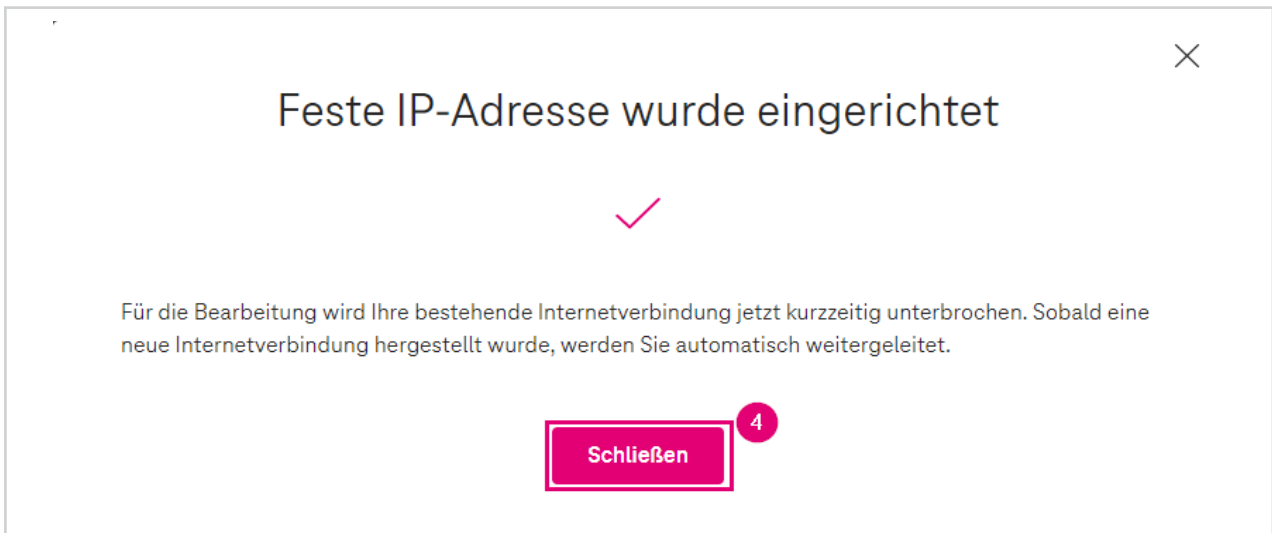 Feste IP-Adresse wurde eingerichtet
Für die Bearbeitung wird Ihre bestehende Internetverbindung jetzt kurzzeitig unterbrochen. Sobald eine
neue Internetverbindung hergestellt wurde, werden Sie automatisch weitergeleitet.
4
Schließen